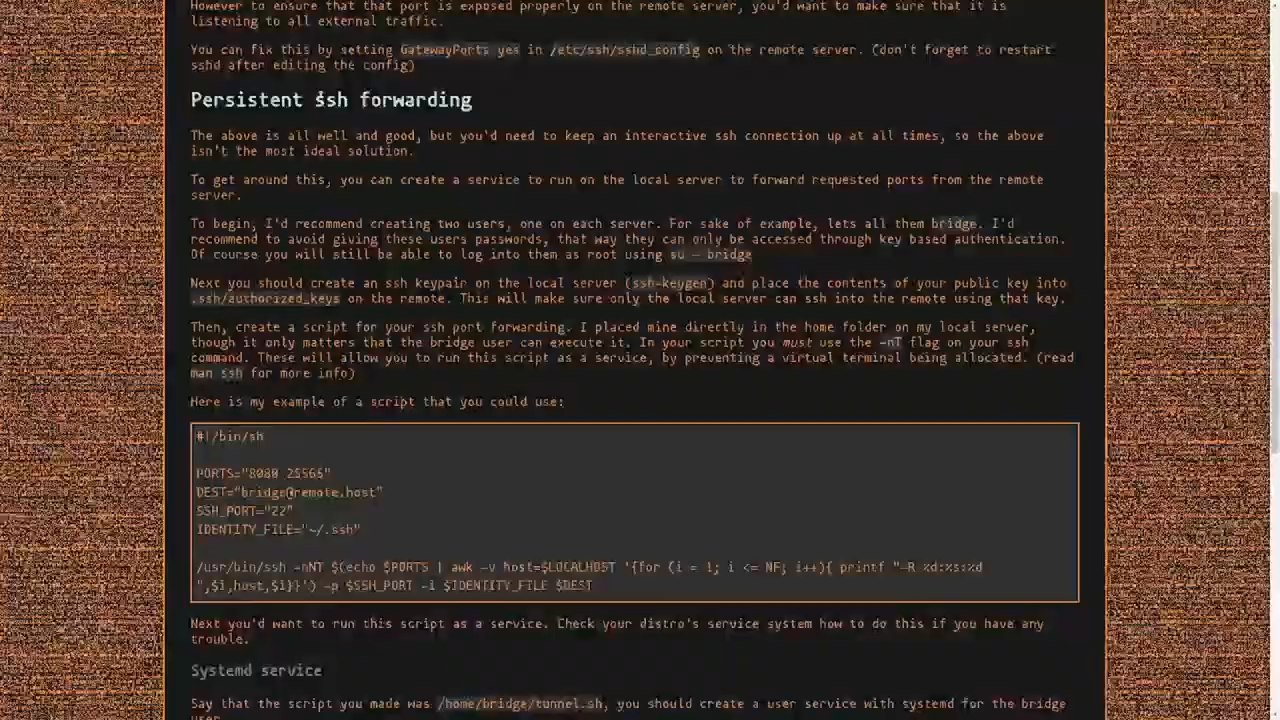 However to ensure that that port is exposed properly on the remote server, you'd want to make sure that it is
listening to all external traffic.
You can fix this by setting GatewayPorts yes in /etc/ssh/sshd_config on the remote server. (don't forget to restart
sshd after editing the config)
Persistent ssh forwarding
The above is all well and good, but you'd need to keep an interactive ssh connection up at all times, so the above
isn't the most ideal solution.
To get around this, you can create a service to run on the local server to forward requested ports from the remote
server.
To begin, I'd recommend creating two users, one on each server. For sake of example, lets all them bridge. I'd
recommend to avoid giving these users passwords, that way they can only be accessed through key based authentication.
Of course you will still be able to log into them as root using su - bridge
Next you should create an ssh keypair on the local server (ssh-keygen) and place the contents of your public key into
.ssh/authorized_keys on the remote. This will make sure only the local server can ssh into the remote using that key.
Then, create a script for your ssh port forwarding. I placed mine directly in the home folder on my local server,
though it only matters that the bridge user can execute it. In your script you must use the -nT flag on your ssh
command. These will allow you to run this script as a service, by preventing a virtual terminal being allocated. (read
man ssh for more info)
Here is my example of a script that you could use:
#!/bin/sh
PORTS="8080 25565"
DEST="bridge@remote.host"
SSH_PORT="22"
IDENTITY_FILE="~/.ssh"
/usr/bin/ssh -nNT $(echo $PORTS | awk -v host=$LOCALHOST '{for (i = 1; i <= NF; i++){ printf "-R %d:%s:%d
",$i,host,$i}}') -p $SSH_PORT -i $IDENTITY_FILE $DEST
Next you'd want to run this script as a service. Check your distro's service system how to do this if you have any
trouble.
Systemd service
Say that the script you made was /home/bridge/tunnel.sh, you should create a user service with systemd for the bridge
user.